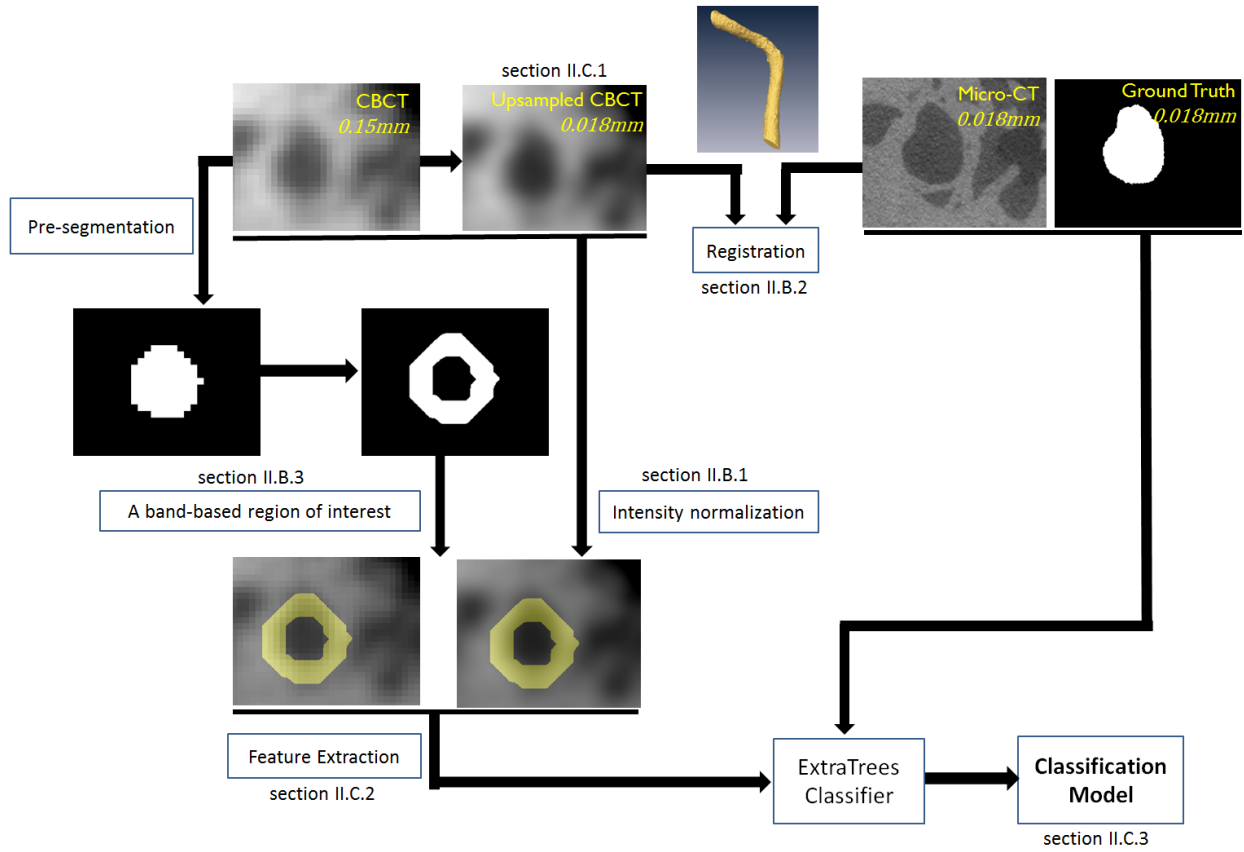 section II.C.1
CBCT
0.15mm
Upsampled CBCT
0.018mm
Micro-CT
0.018mm
Ground Truth
0.018mm
Pre-segmentation
Registration
section II.B.2
section II.B.3
A band-based region of interest
section II.B.1
Intensity normalization
Feature Extraction
section II.C.2
ExtraTrees
Classifier
Classification
Model
section II.C.3